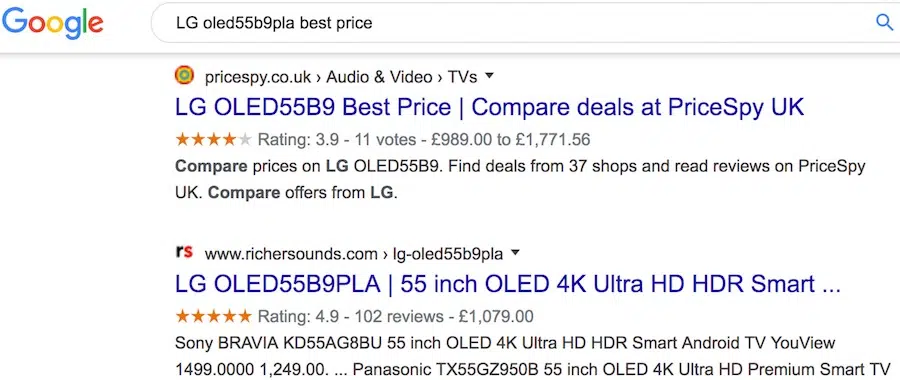 Google
LG oled55b9pla best price
pricespy.co.uk › Audio & Video › TVs
LG OLED55B9 Best Price | Compare deals at PriceSpy UK
Rating: 3.9 - 11 votes - £989.00 to £1,771.56
Compare prices on LG OLED55B9. Find deals from 37 shops and read reviews on PriceSpy
UK. Compare offers from LG.
rs www.richersounds.com › lg-oled55b9pla
LG OLED55B9PLA | 55 inch OLED 4K Ultra HD HDR Smart ...
Rating: 4.9 - 102 reviews - £1,079.00
Sony BRAVIA KD55AG8BU 55 inch OLED 4K Ultra HD HDR Smart Android TV YouView
1499.0000 1,249.00. ... Panasonic TX55GZ950B 55 inch OLED 4K Ultra HD Premium Smart TV